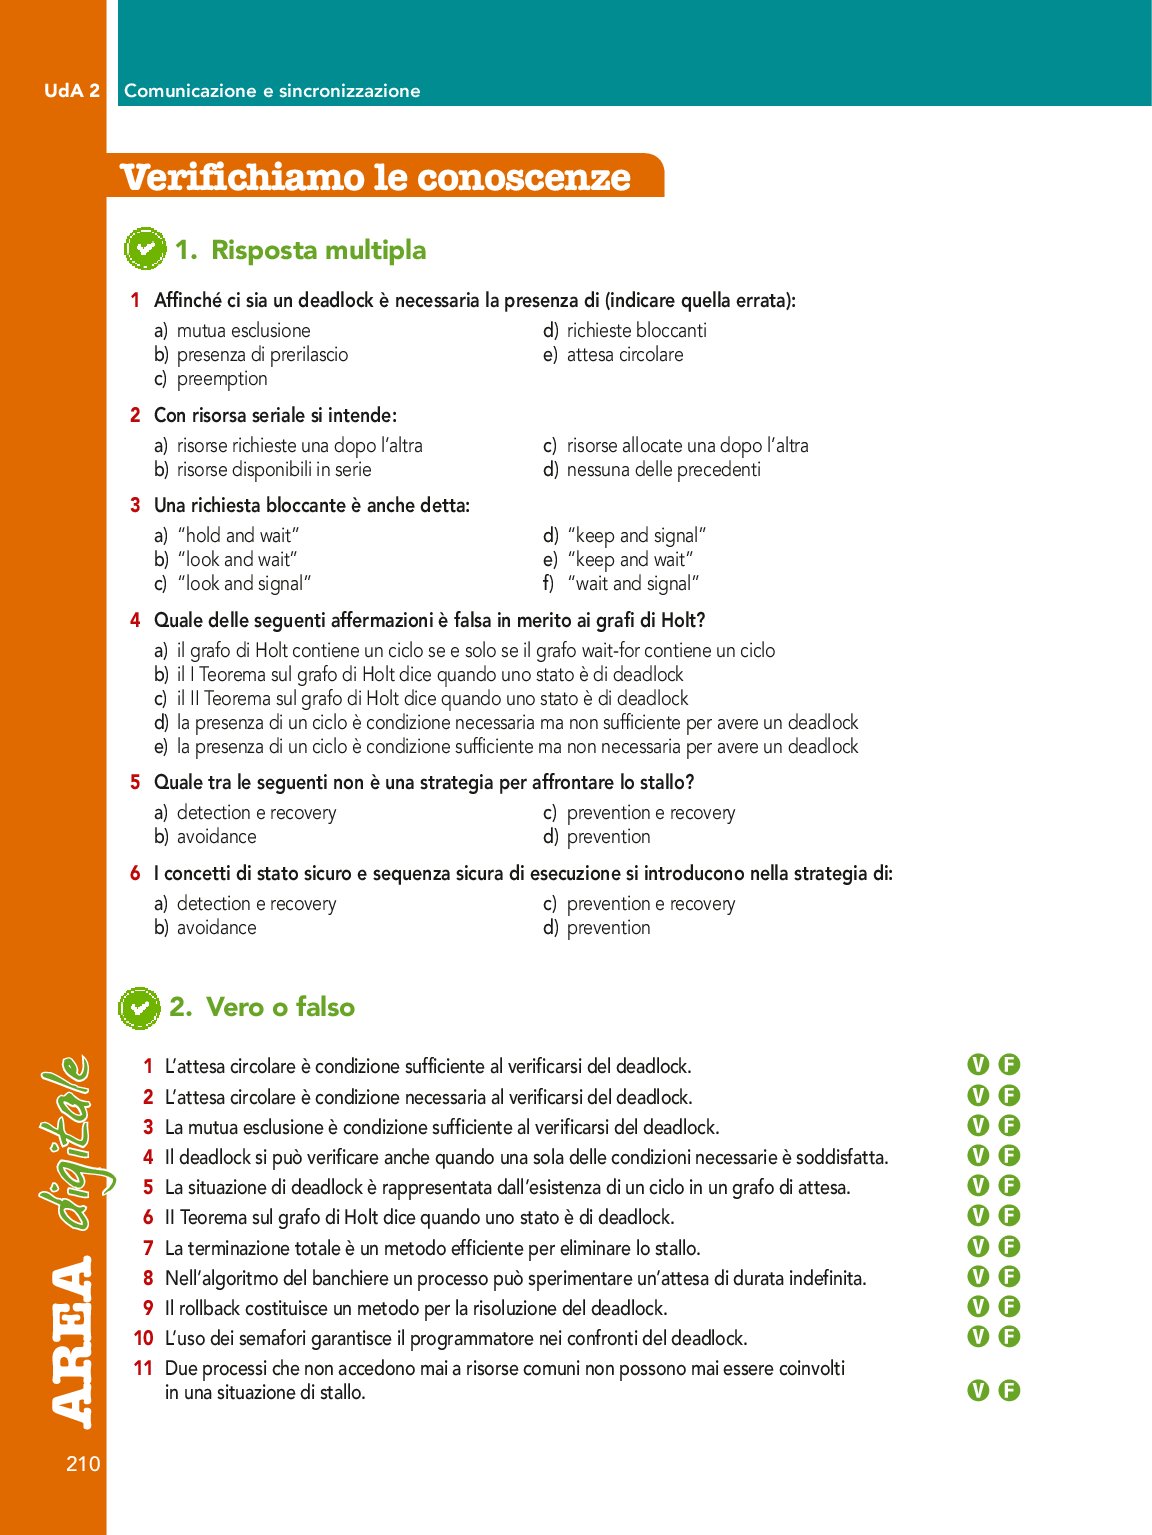 UdA 2 Comunicazione e sincronizzazione
Verifichiamo le conoscenze
1. Risposta multipla
1 Affinché ci sia un deadlock è necessaria la presenza di (indicare quella errata):
a) mutua esclusione
b) presenza di prerilascio
c) preemption
d) richieste bloccanti
e) attesa circolare
2 Con risorsa seriale si intende:
a) risorse richieste una dopo l’altra
b) risorse disponibili in serie
c) risorse allocate una dopo l’altra
d) nessuna delle precedenti
3 Una richiesta bloccante è anche detta:
a) “hold and wait”
b) “look and wait”
c) “look and signal”
d) “keep and signal”
e) “keep and wait”
f) “wait and signal”
4 Quale delle seguenti affermazioni è falsa in merito ai grafi di Holt?
a) il grafo di Holt contiene un ciclo se e solo se il grafo wait-for contiene un ciclo
b) il I Teorema sul grafo di Holt dice quando uno stato è di deadlock
c) il II Teorema sul grafo di Holt dice quando uno stato è di deadlock
d) la presenza di un ciclo è condizione necessaria ma non sufficiente per avere un deadlock
e) la presenza di un ciclo è condizione sufficiente ma non necessaria per avere un deadlock
5 Quale tra le seguenti non è una strategia per affrontare lo stallo?
a) detection e recovery
b) avoidance
c) prevention e recovery
d) prevention
6 I concetti di stato sicuro e sequenza sicura di esecuzione si introducono nella strategia di:
a) detection e recovery
b) avoidance
c) prevention e recovery
d) prevention
2. Vero o falso
1 L’attesa circolare è condizione sufficiente al verificarsi del deadlock. V F
2 L’attesa circolare è condizione necessaria al verificarsi del deadlock. V F
3 La mutua esclusione è condizione sufficiente al verificarsi del deadlock. V F
4 Il deadlock si può verificare anche quando una sola delle condizioni necessarie è soddisfatta. V F
5 La situazione di deadlock è rappresentata dall’esistenza di un ciclo in un grafo di attesa. V F
6 II Teorema sul grafo di Holt dice quando uno stato è di deadlock. V F
7 La terminazione totale è un metodo efficiente per eliminare lo stallo. V F
8 Nell’algoritmo del banchiere un processo può sperimentare un’attesa di durata indefinita. V F
9 Il rollback costituisce un metodo per la risoluzione del deadlock. V F
10 L’uso dei semafori garantisce il programmatore nei confronti del deadlock. V F
11 Due processi che non accedono mai a risorse comuni non possono mai essere coinvolti
in una situazione di stallo. V F
AREA digitale
210